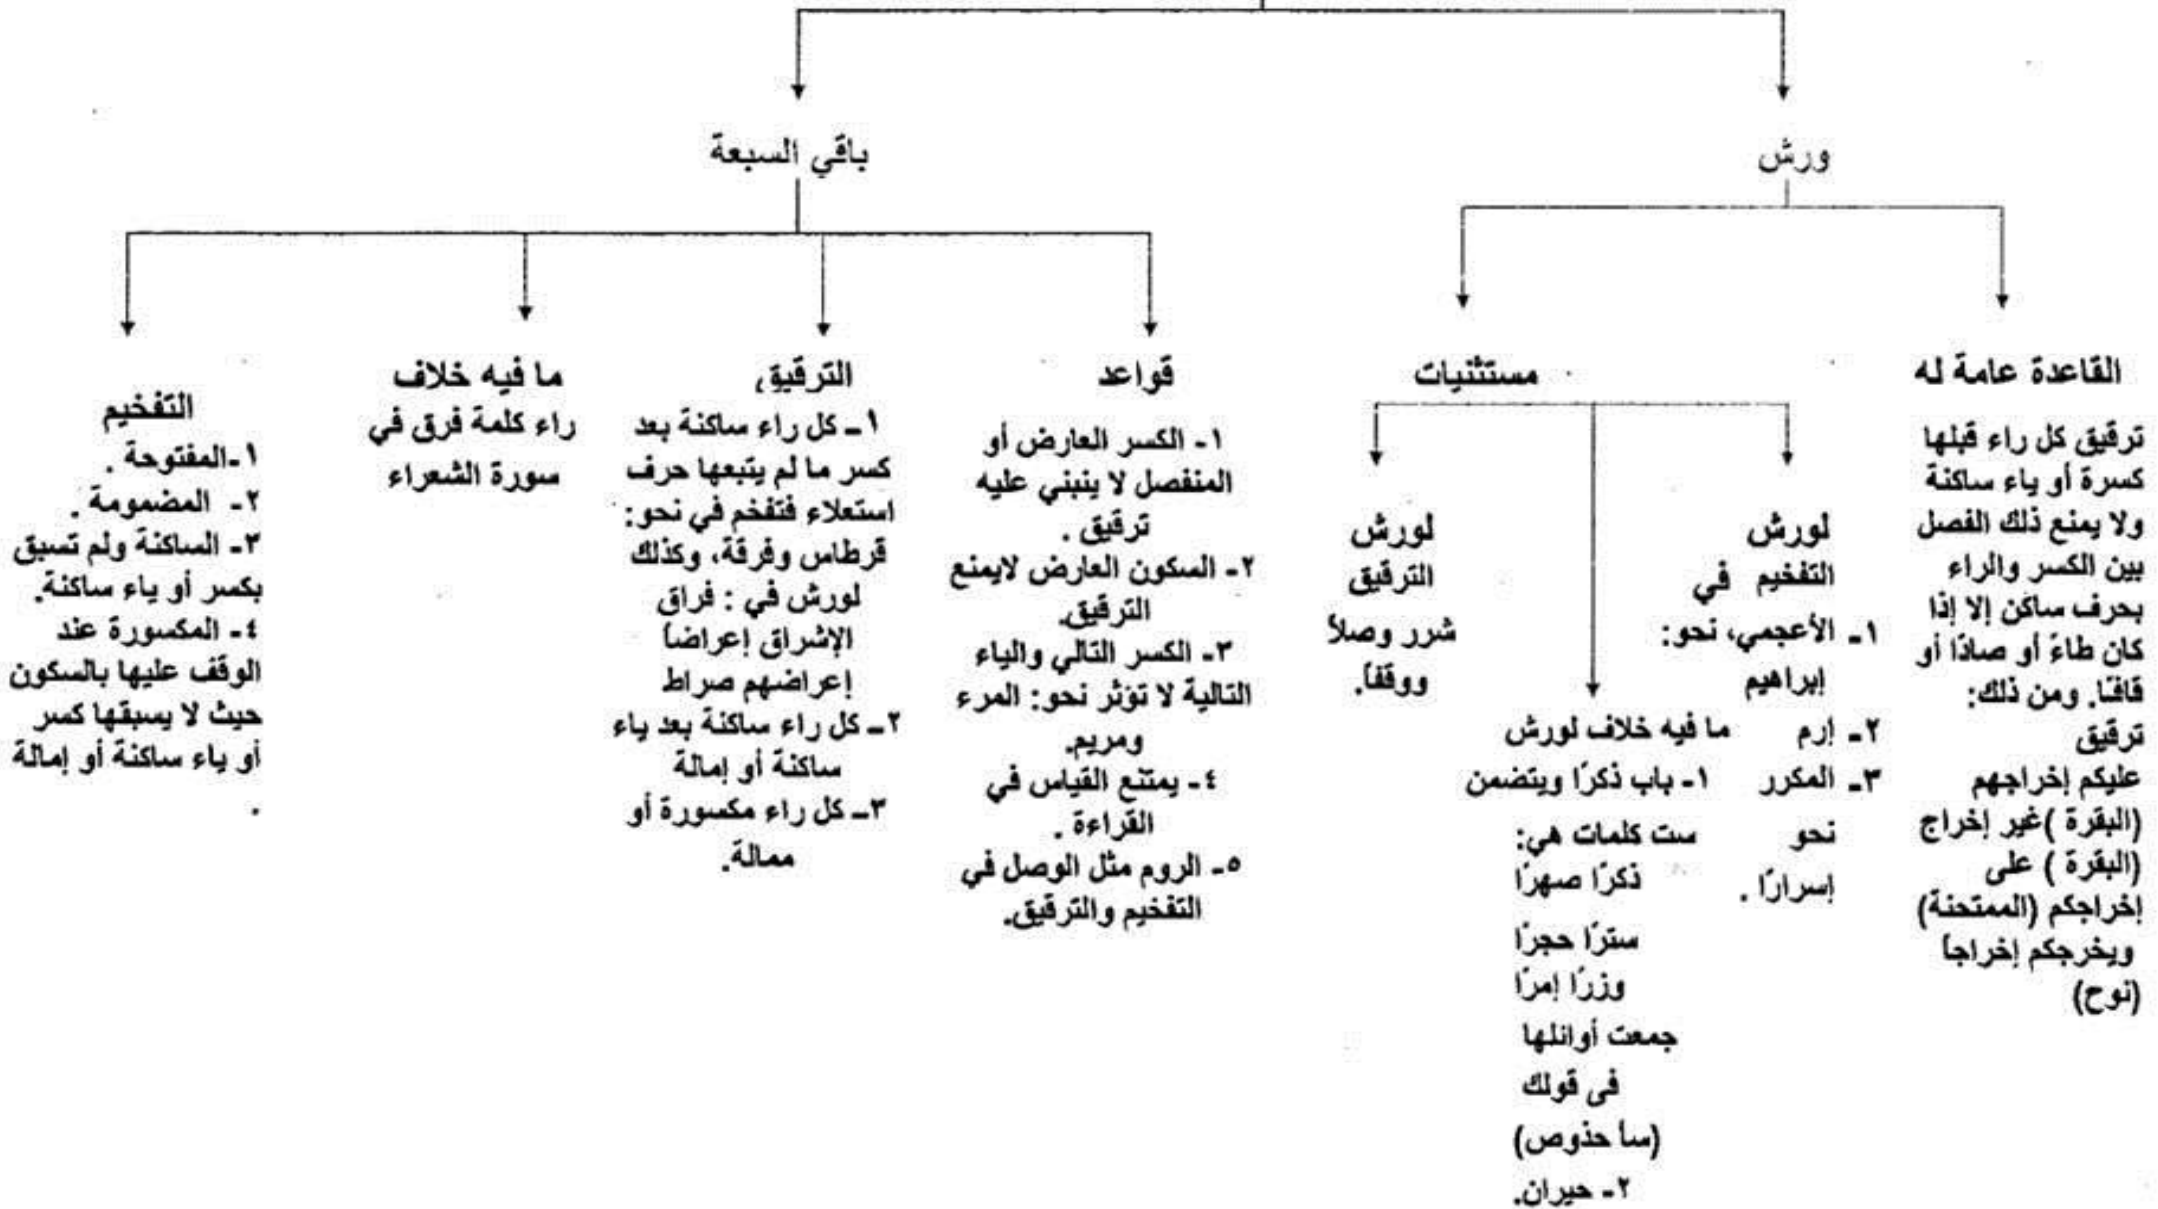 ورش
باقي السبعة
القاعدة عامة له
ترقيق كل راء قبلها
كسرة أو ياء ساكنة
ولا يمنع ذلك الفصل
بين الكسر والراء
بحرف ساكن إلا إذا
كان طاءً أو صادًا أو
قافًا. ومن ذلك:
ترقيق
عليكم إخراجهم
(البقرة )غير إخراج
(البقرة ) على
إخراجكم (الممتحنة)
ويخرجكم إخراجاً
(نوح)
مستثنيات
لورش
التفخيم في
١- الأعجمي، نحو:
إبراهيم
٢- إرم
٣- المكرر
نحو
إسرارًا .
ما فيه خلاف لورش
١- باب ذكرًا ويتضمن
ست كلمات هي:
ذكرًا صهرًا
سترًا حجرًا
وزرًا إمرًا
جمعت أوائلها
في قولك
(سأ حذوص)
٢- حيران.
لورش
الترقيق
شرر وصلاً
ووقفاً.
قواعد
١- الكسر العارض أو
المنفصل لا ينبني عليه
ترقيق .
٢- السكون العارض لايمنع
الترقيق.
٣- الكسر التالي والياء
التالية لا تؤثر نحو: المرء
ومريم.
٤- يمتنع القياس في
القراءة .
٥- الروم مثل الوصل في
التفخيم والترقيق.
الترقيق،
١- كل راء ساكنة بعد
كسر ما لم يتبعها حرف
استعلاء فتفخم في نحو:
قرطاس وفرقة، وكذلك
لورش في : فراق
الإشراق إعراضاً
إعراضهم صراط
٢- كل راء ساكنة بعد ياء
ساكنة أو إمالة
٣- كل راء مكسورة أو
ممالة.
ما فيه خلاف
راء كلمة فرق في
سورة الشعراء
التفخيم
١-المفتوحة .
٢- المضمومة .
٣- الساكنة ولم تسبق
بكسر أو ياء ساكنة.
٤- المكسورة عند
الوقف عليها بالسكون
حيث لا يسبقها كسر
أو ياء ساكنة أو إمالة
.